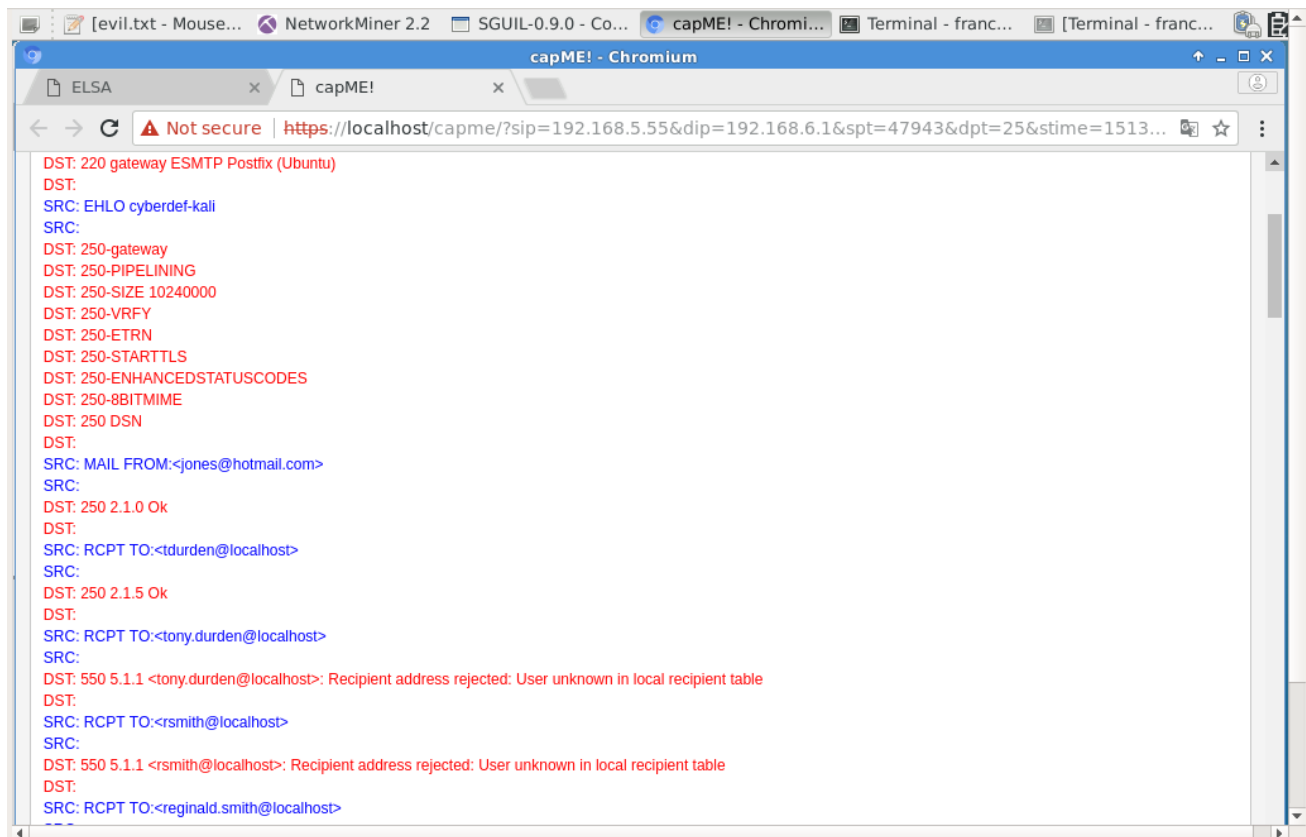 [evil.txt - Mouse... NetworkMiner 2.2 SGUIL-0.9.0 - Co... capME! - Chromi... Terminal - franc... [Terminal - franc...
capME! - Chromium
ELSA capME!
Not secure https://localhost/capme/?sip=192.168.5.55&dip=192.168.6.1&spt=47943&dpt=25&stime=1513...
DST: 220 gateway ESMTP Postfix (Ubuntu)
DST:
SRC: EHLO cyberdef-kali
SRC:
DST: 250-gateway
DST: 250-PIPELINING
DST: 250-SIZE 10240000
DST: 250-VRFY
DST: 250-ETRN
DST: 250-STARTTLS
DST: 250-ENHANCEDSTATUSCODES
DST: 250-8BITMIME
DST: 250 DSN
DST:
SRC: MAIL FROM:<jones@hotmail.com>
SRC:
DST: 250 2.1.0 Ok
DST:
SRC: RCPT TO:<tdurden@localhost>
SRC:
DST: 250 2.1.5 Ok
DST:
SRC: RCPT TO:<tony.durden@localhost>
SRC:
DST: 550 5.1.1 <tony.durden@localhost>: Recipient address rejected: User unknown in local recipient table
DST:
SRC: RCPT TO:<rsmith@localhost>
SRC:
DST: 550 5.1.1 <rsmith@localhost>: Recipient address rejected: User unknown in local recipient table
DST:
SRC: RCPT TO:<reginald.smith@localhost>